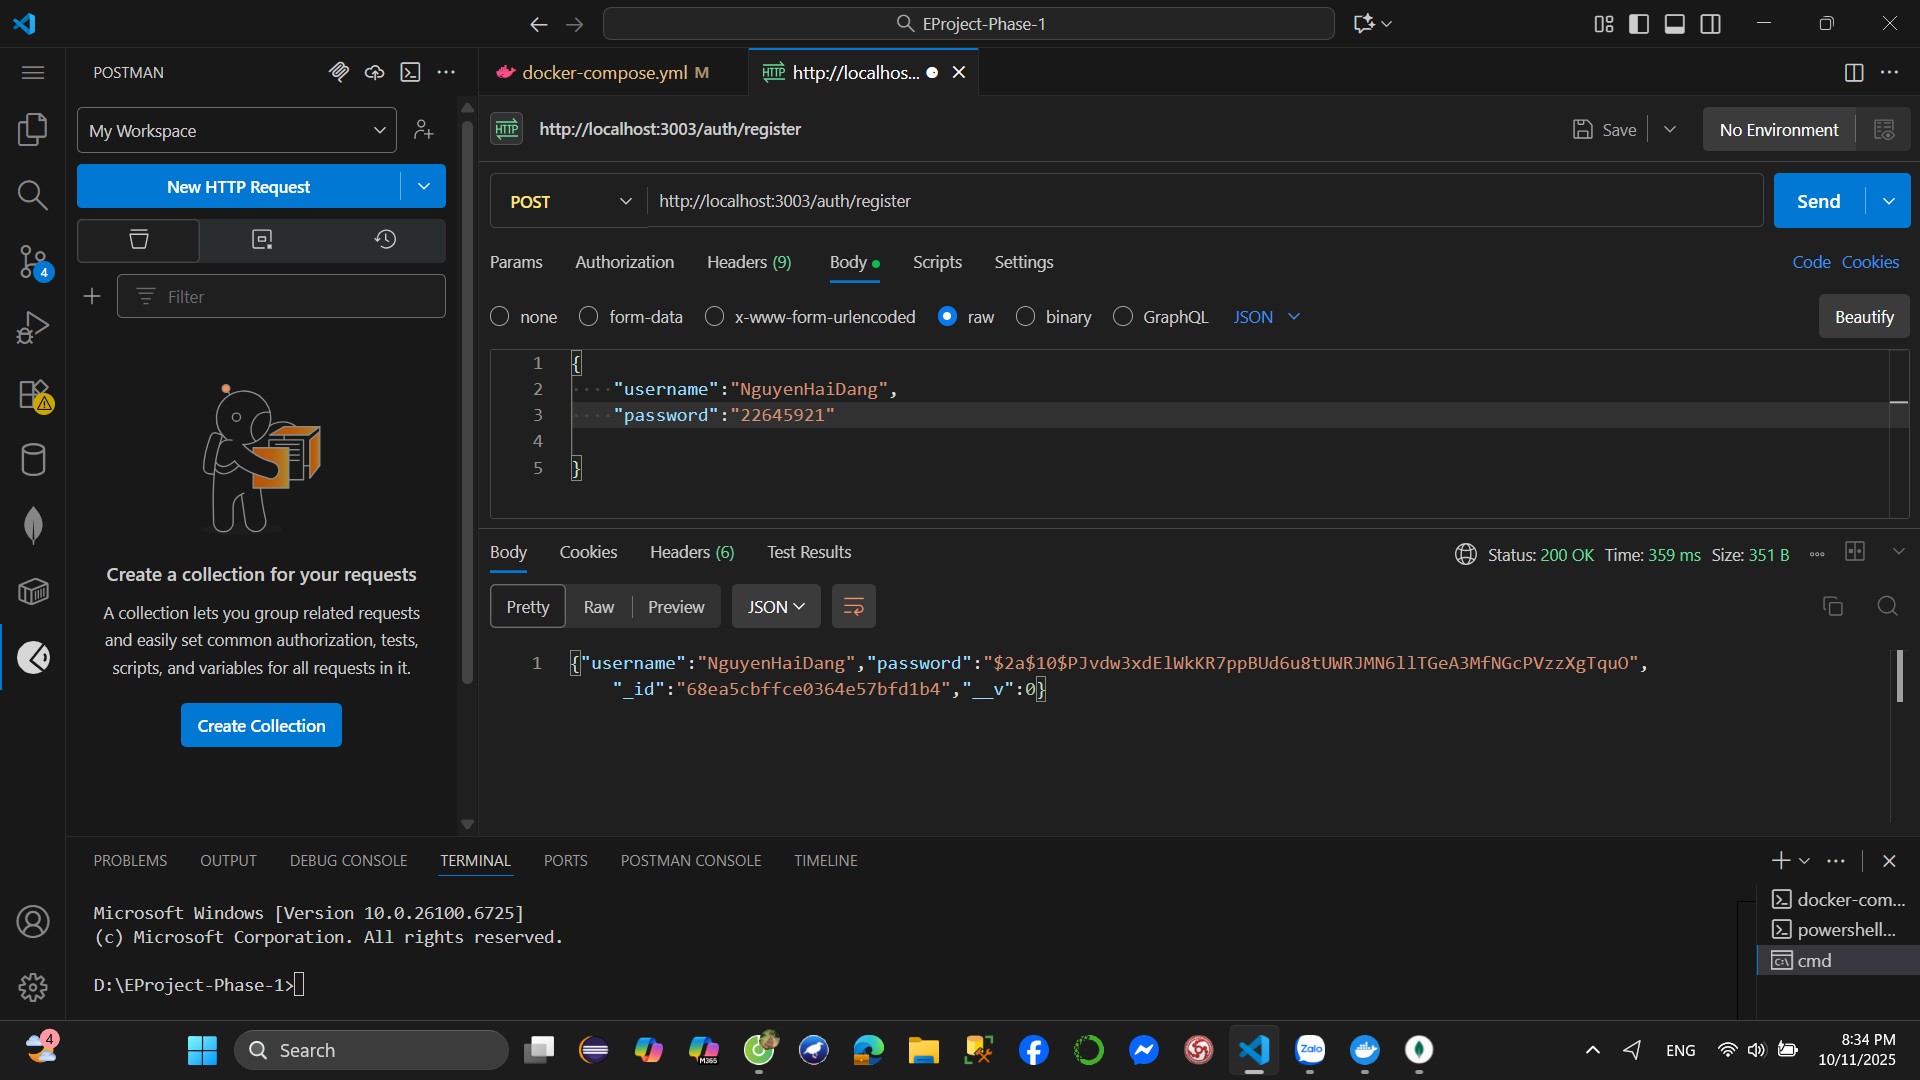 EProject-Phase-1
POSTMAN
docker-compose.yml M
HTTP http://localhos...
My Workspace
HTTP http://localhost:3003/auth/register
Save
No Environment
New HTTP Request
POST
http://localhost:3003/auth/register
Send
Params
Authorization
Headers (9)
Body
Scripts
Settings
Code
Cookies
Filter
none
form-data
x-www-form-urlencoded
raw
binary
GraphQL
JSON
Beautify
1 {
2 "username":"NguyenHaiDang",
3 "password":"22645921"
4
5 }
4
Create a collection for your requests
A collection lets you group related requests
and easily set common authorization, tests,
scripts, and variables for all requests in it.
Create Collection
Body
Cookies
Headers (6)
Test Results
Status: 200 OK Time: 359 ms Size: 351 B
Pretty
Raw
Preview
JSON
1 {"username":"NguyenHaiDang","password":"$2a$10$PJvdw3xdElWkKR7ppBUd6u8tUWRJMN6llTGeA3MfNGcPVzzXgTquO",
"_id":"68ea5cbffce0364e57bfd1b4","__v":0}
PROBLEMS
OUTPUT
DEBUG CONSOLE
TERMINAL
PORTS
POSTMAN CONSOLE
TIMELINE
Microsoft Windows [Version 10.0.26100.6725]
(c) Microsoft Corporation. All rights reserved.
D:\EProject-Phase-1>
docker-com...
powershell...
cmd
4
Search
M365
Zalo
ENG
8:34 PM
10/11/2025